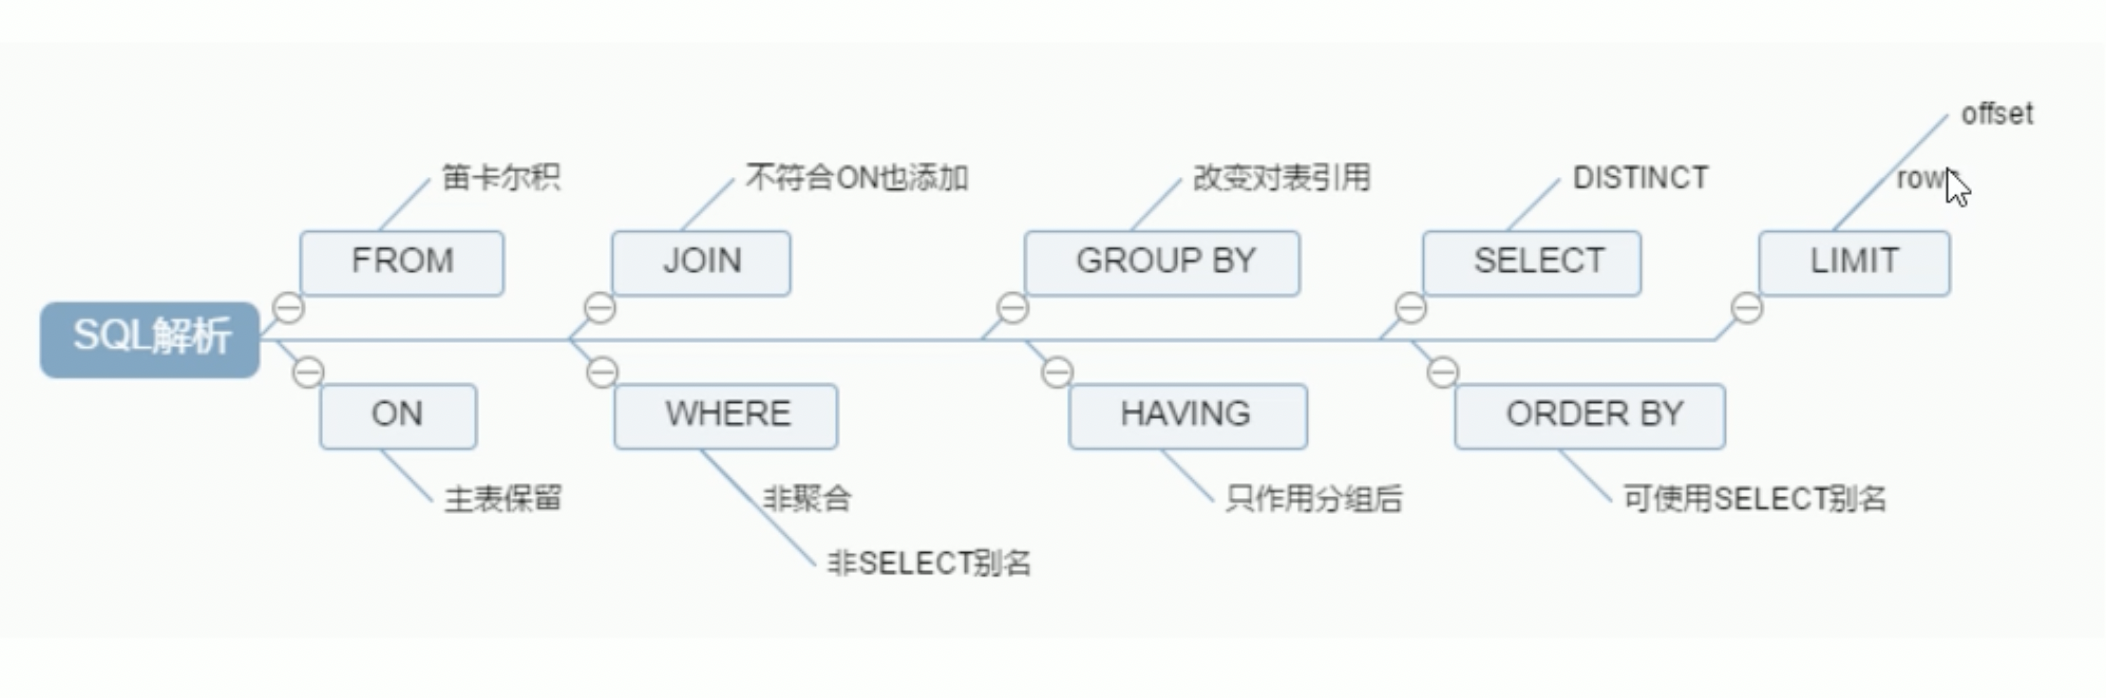 offset
笛卡尔积
不符合ON也添加
改变对表引用
DISTINCT
FROM
JOIN
GROUP BY
SELECT
LIMIT
SQL解析
ON
WHERE
HAVING
ORDER BY
主表保留
非聚合
只作用分组后
可使用SELECT别名
非SELECT别名